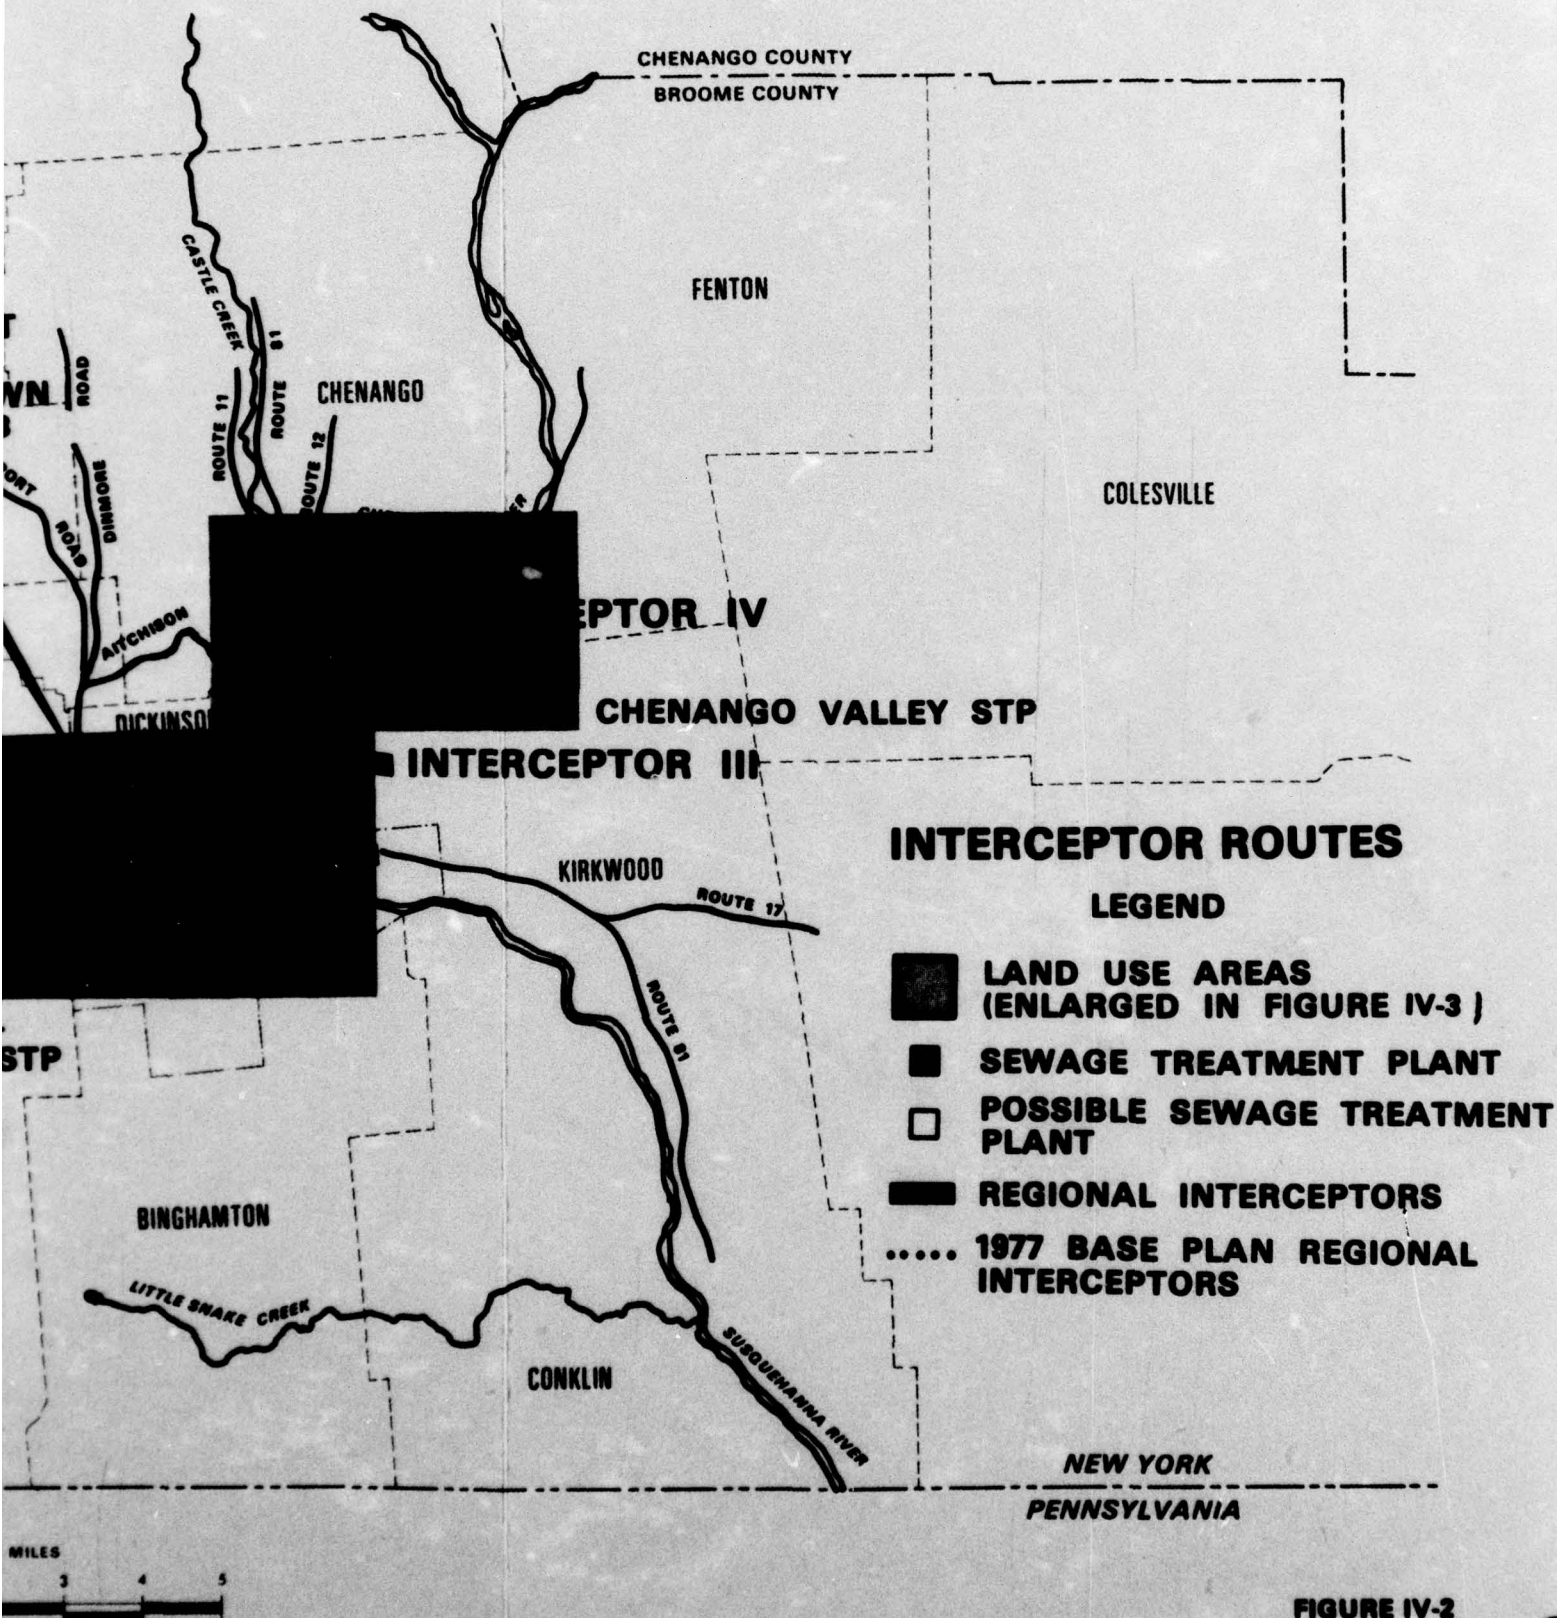 CHENANGO COUNTY
BROOME COUNTY
CASTLE CREEK
FENTON
ROAD
ROUTE 11
ROUTE 81
CHENANGO
ROUTE 12
COLESVILLE
DINMORE
ROAD
AITCHISON
EPTOR IV
DICKINSO
CHENANGO VALLEY STP
INTERCEPTOR III
KIRKWOOD
ROUTE 17
ROUTE 81
STP
INTERCEPTOR ROUTES
LEGEND
LAND USE AREAS
(ENLARGED IN FIGURE IV-3)
SEWAGE TREATMENT PLANT
POSSIBLE SEWAGE TREATMENT
PLANT
REGIONAL INTERCEPTORS
1977 BASE PLAN REGIONAL
INTERCEPTORS
BINGHAMTON
LITTLE SNAKE CREEK
CONKLIN
SUSQUEHANNA RIVER
NEW YORK
PENNSYLVANIA
MILES
3 4 5
FIGURE IV-2